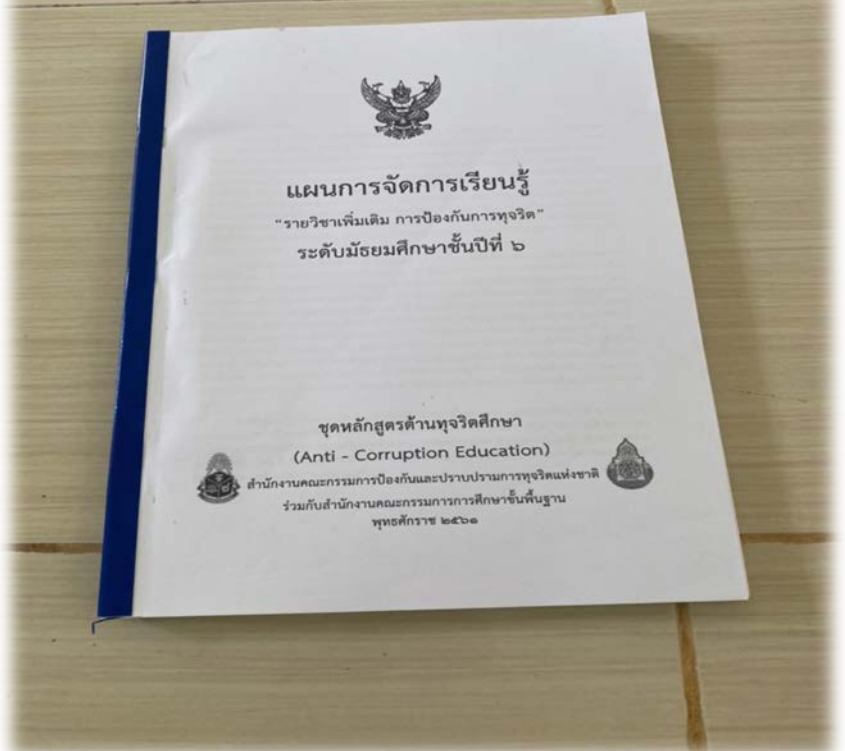 แผนการจัดการเรียนรู้
“รายวิชาเพิ่มเติม การป้องกันการทุจริต”
ระดับมัธยมศึกษาชั้นปีที่ ๖
ชุดหลักสูตรต้านทุจริตศึกษา
(Anti - Corruption Education)
สำนักงานคณะกรรมการป้องกันและปราบปรามการทุจริตแห่งชาติ
ร่วมกับสำนักงานคณะกรรมการการศึกษาขั้นพื้นฐาน
พุทธศักราช ๒๕๖๑